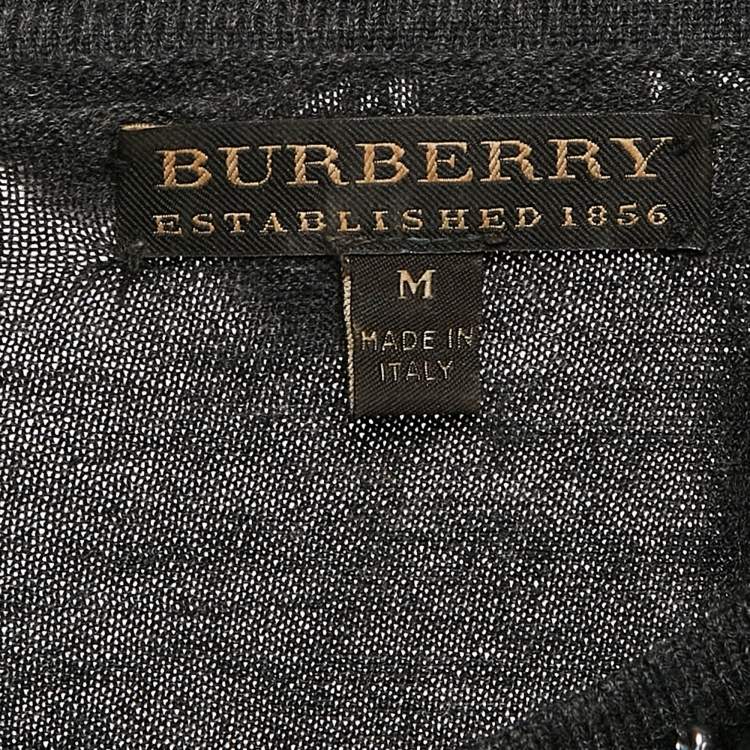 BURBERRY
ESTABLISHED 1856
M
MADE IN
ITALY